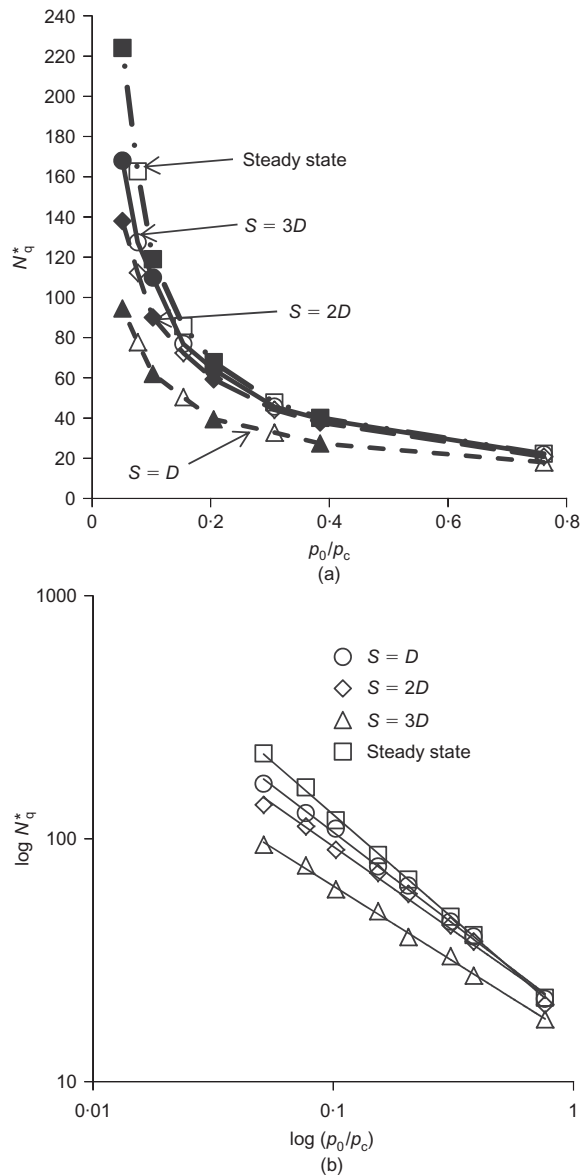 240
220
200
180
160
140
120
100
80
60
40
20
0
N*q
Steady state
S = 3D
S = 2D
S = D
0
0·2
0·4
0·6
0·8
p0/pc
(a)
1000
100
10
log N*q
S = D
S = 2D
S = 3D
Steady state
0·01
0·1
1
log (p0/pc)
(b)